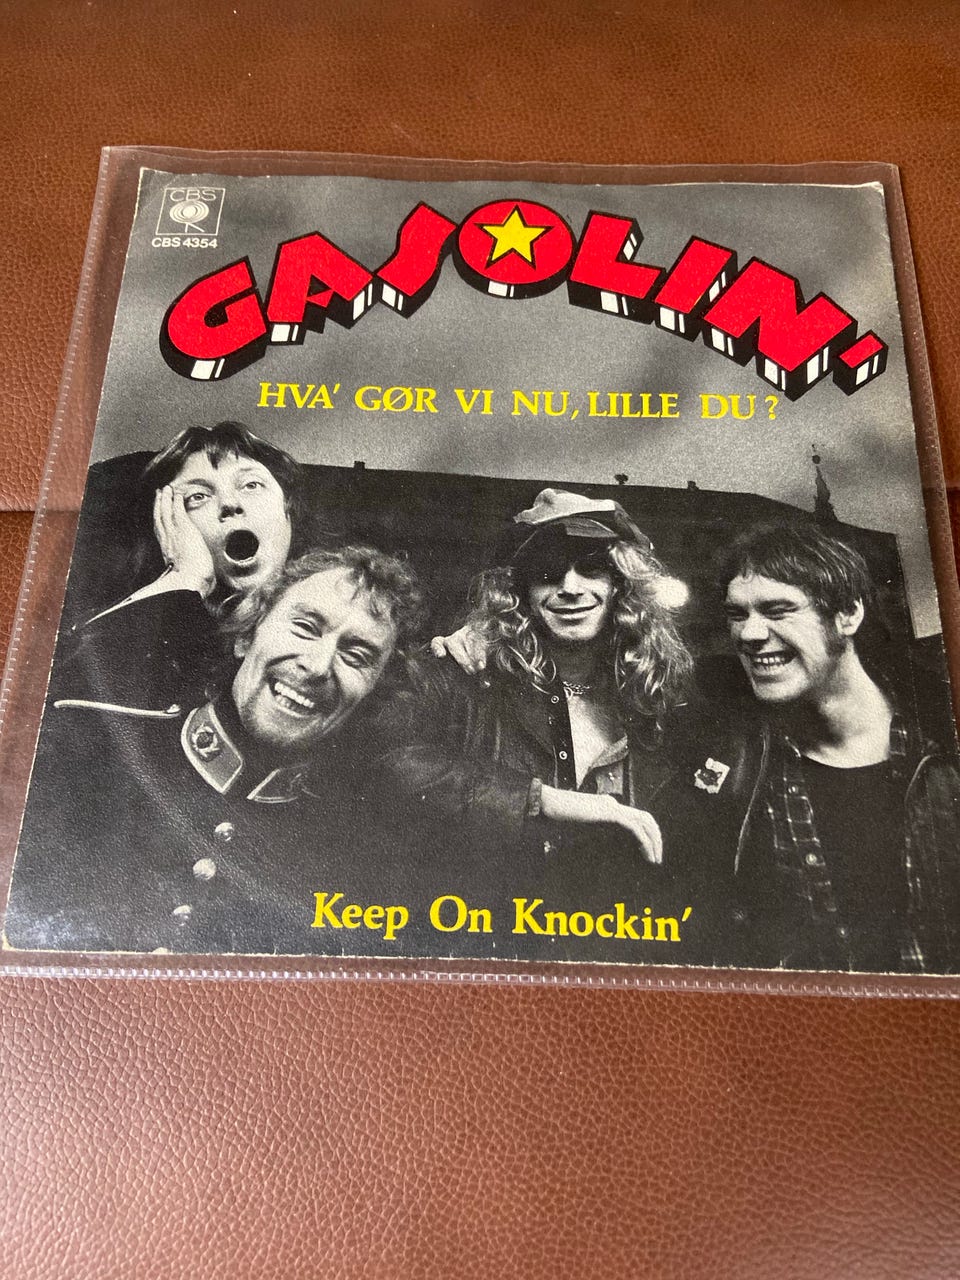 CBS
CBS 4354
GASOLIN'
HVA' GØR VI NU, LILLE DU?
Keep On Knockin'